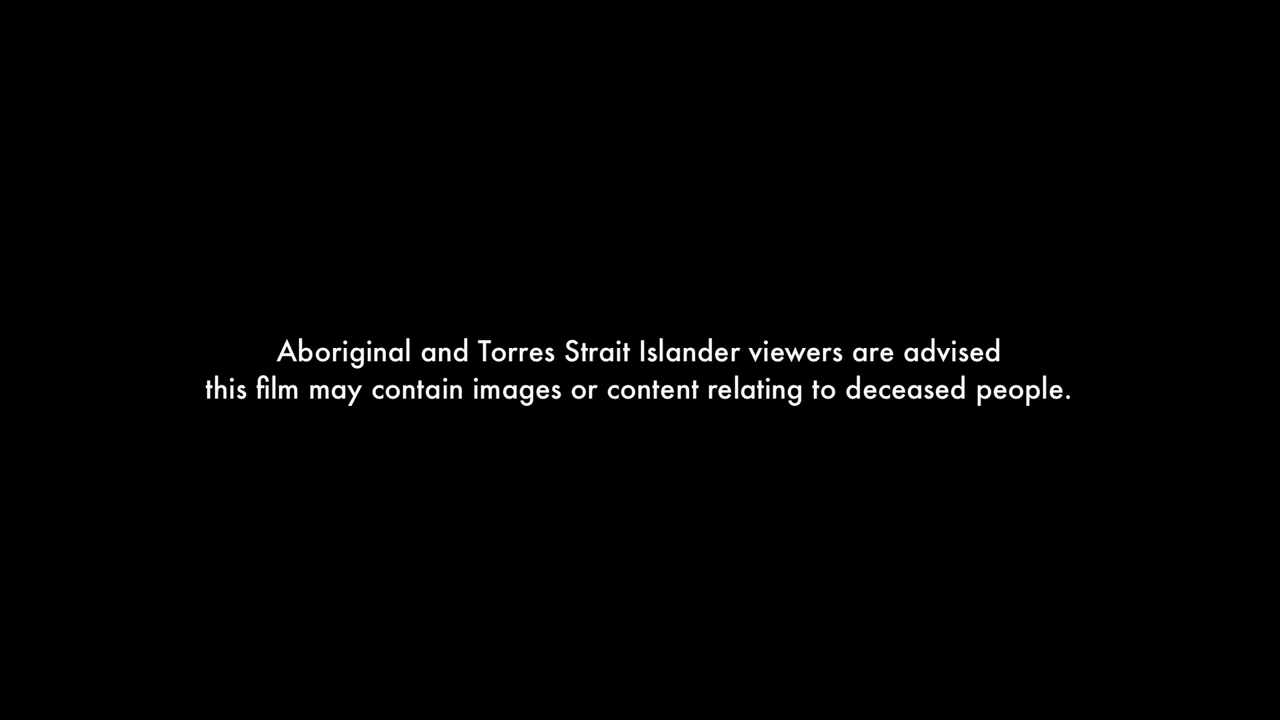 Aboriginal and Torres Strait Islander viewers are advised
this film may contain images or content relating to deceased people.